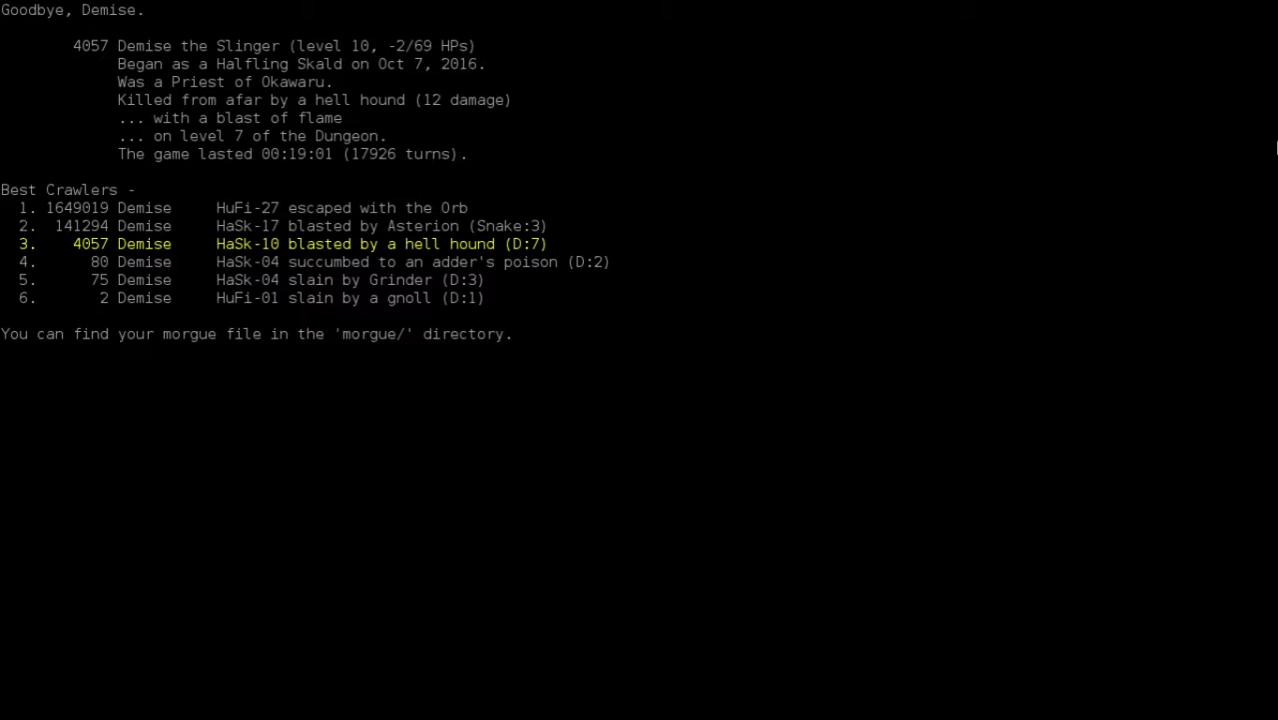 Goodbye, Demise.
4057 Demise the Slinger (level 10, -2/69 HPs)
Began as a Halfling Skald on Oct 7, 2016.
Was a Priest of Okawaru.
Killed from afar by a hell hound (12 damage)
... with a blast of flame
... on level 7 of the Dungeon.
The game lasted 00:19:01 (17926 turns).
Best Crawlers -
1. 1649019 Demise HuFi-27 escaped with the Orb
2. 141294 Demise HaSk-17 blasted by Asterion (Snake:3)
3. 4057 Demise HaSk-10 blasted by a hell hound (D:7)
4. 80 Demise HaSk-04 succumbed to an adder's poison (D:2)
5. 75 Demise HaSk-04 slain by Grinder (D:3)
6. 2 Demise HuFi-01 slain by a gnoll (D:1)
You can find your morgue file in the 'morgue/' directory.